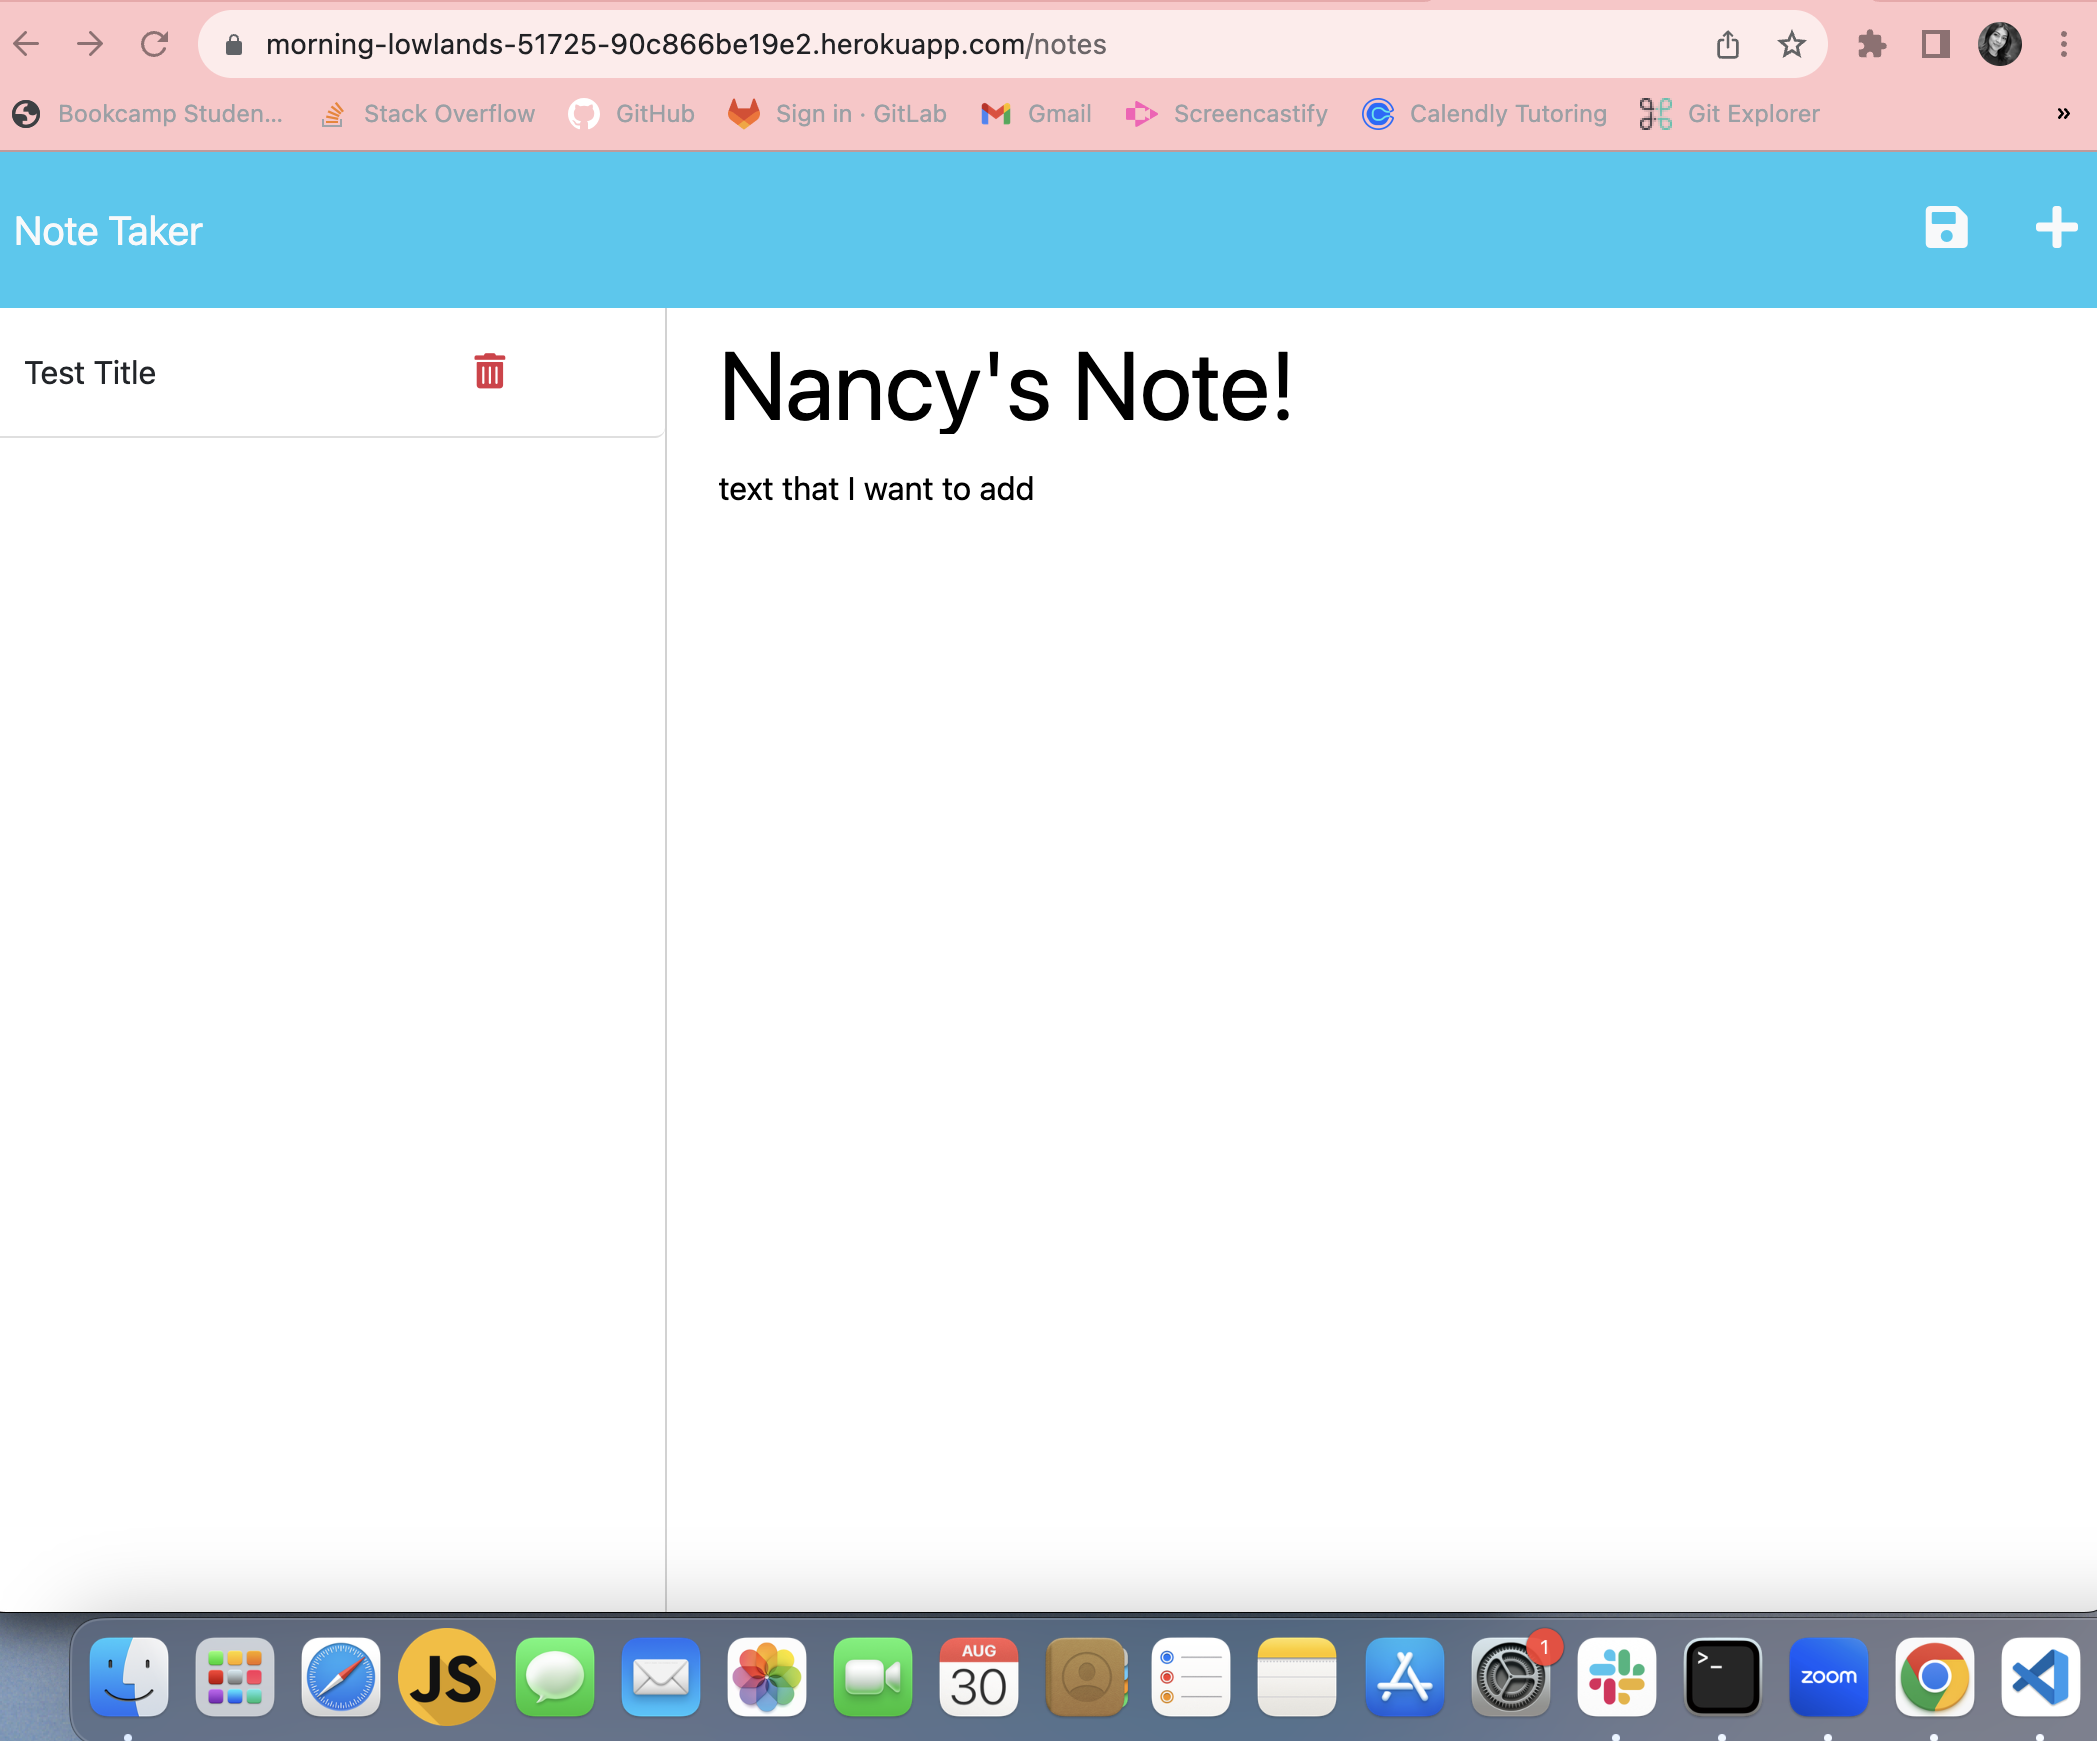 morning-lowlands-51725-90c866be19e2.herokuapp.com/notes
Bookcamp Studen... Stack Overflow GitHub Sign in · GitLab Gmail Screencastify Calendly Tutoring Git Explorer »
Note Taker
Test Title
Nancy's Note!
text that I want to add
JS
AUG
30
1
>_
zoom